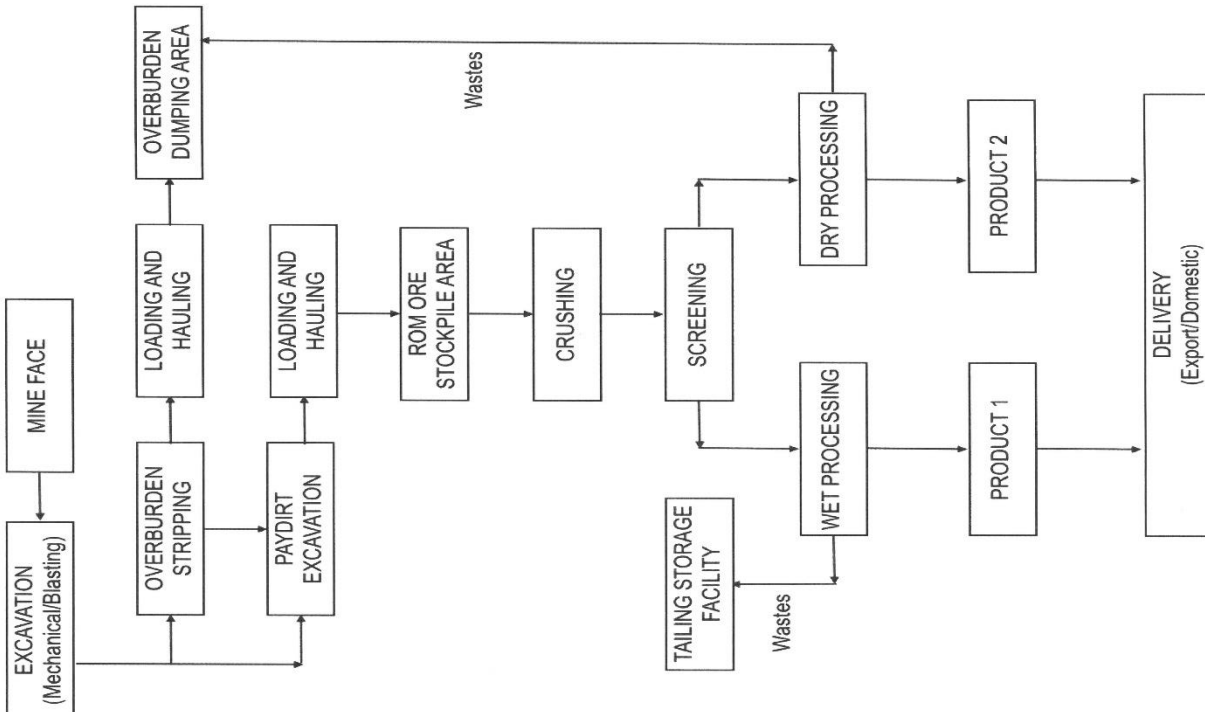 MINE FACE
EXCAVATION
(Mechanical/Blasting)
OVERBURDEN
STRIPPING
LOADING AND
HAULING
OVERBURDEN
DUMPING AREA
PAYDIRT
EXCAVATION
LOADING AND
HAULING
ROM ORE
STOCKPILE AREA
CRUSHING
SCREENING
Wastes
TAILING STORAGE
FACILITY
Wastes
WET PROCESSING
DRY PROCESSING
PRODUCT 1
PRODUCT 2
DELIVERY
(Export/Domestic)